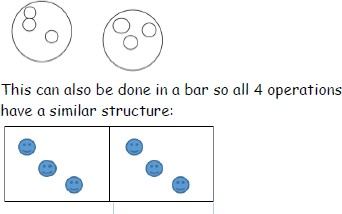 This can also be done in a bar so all 4 operations
have a similar structure: